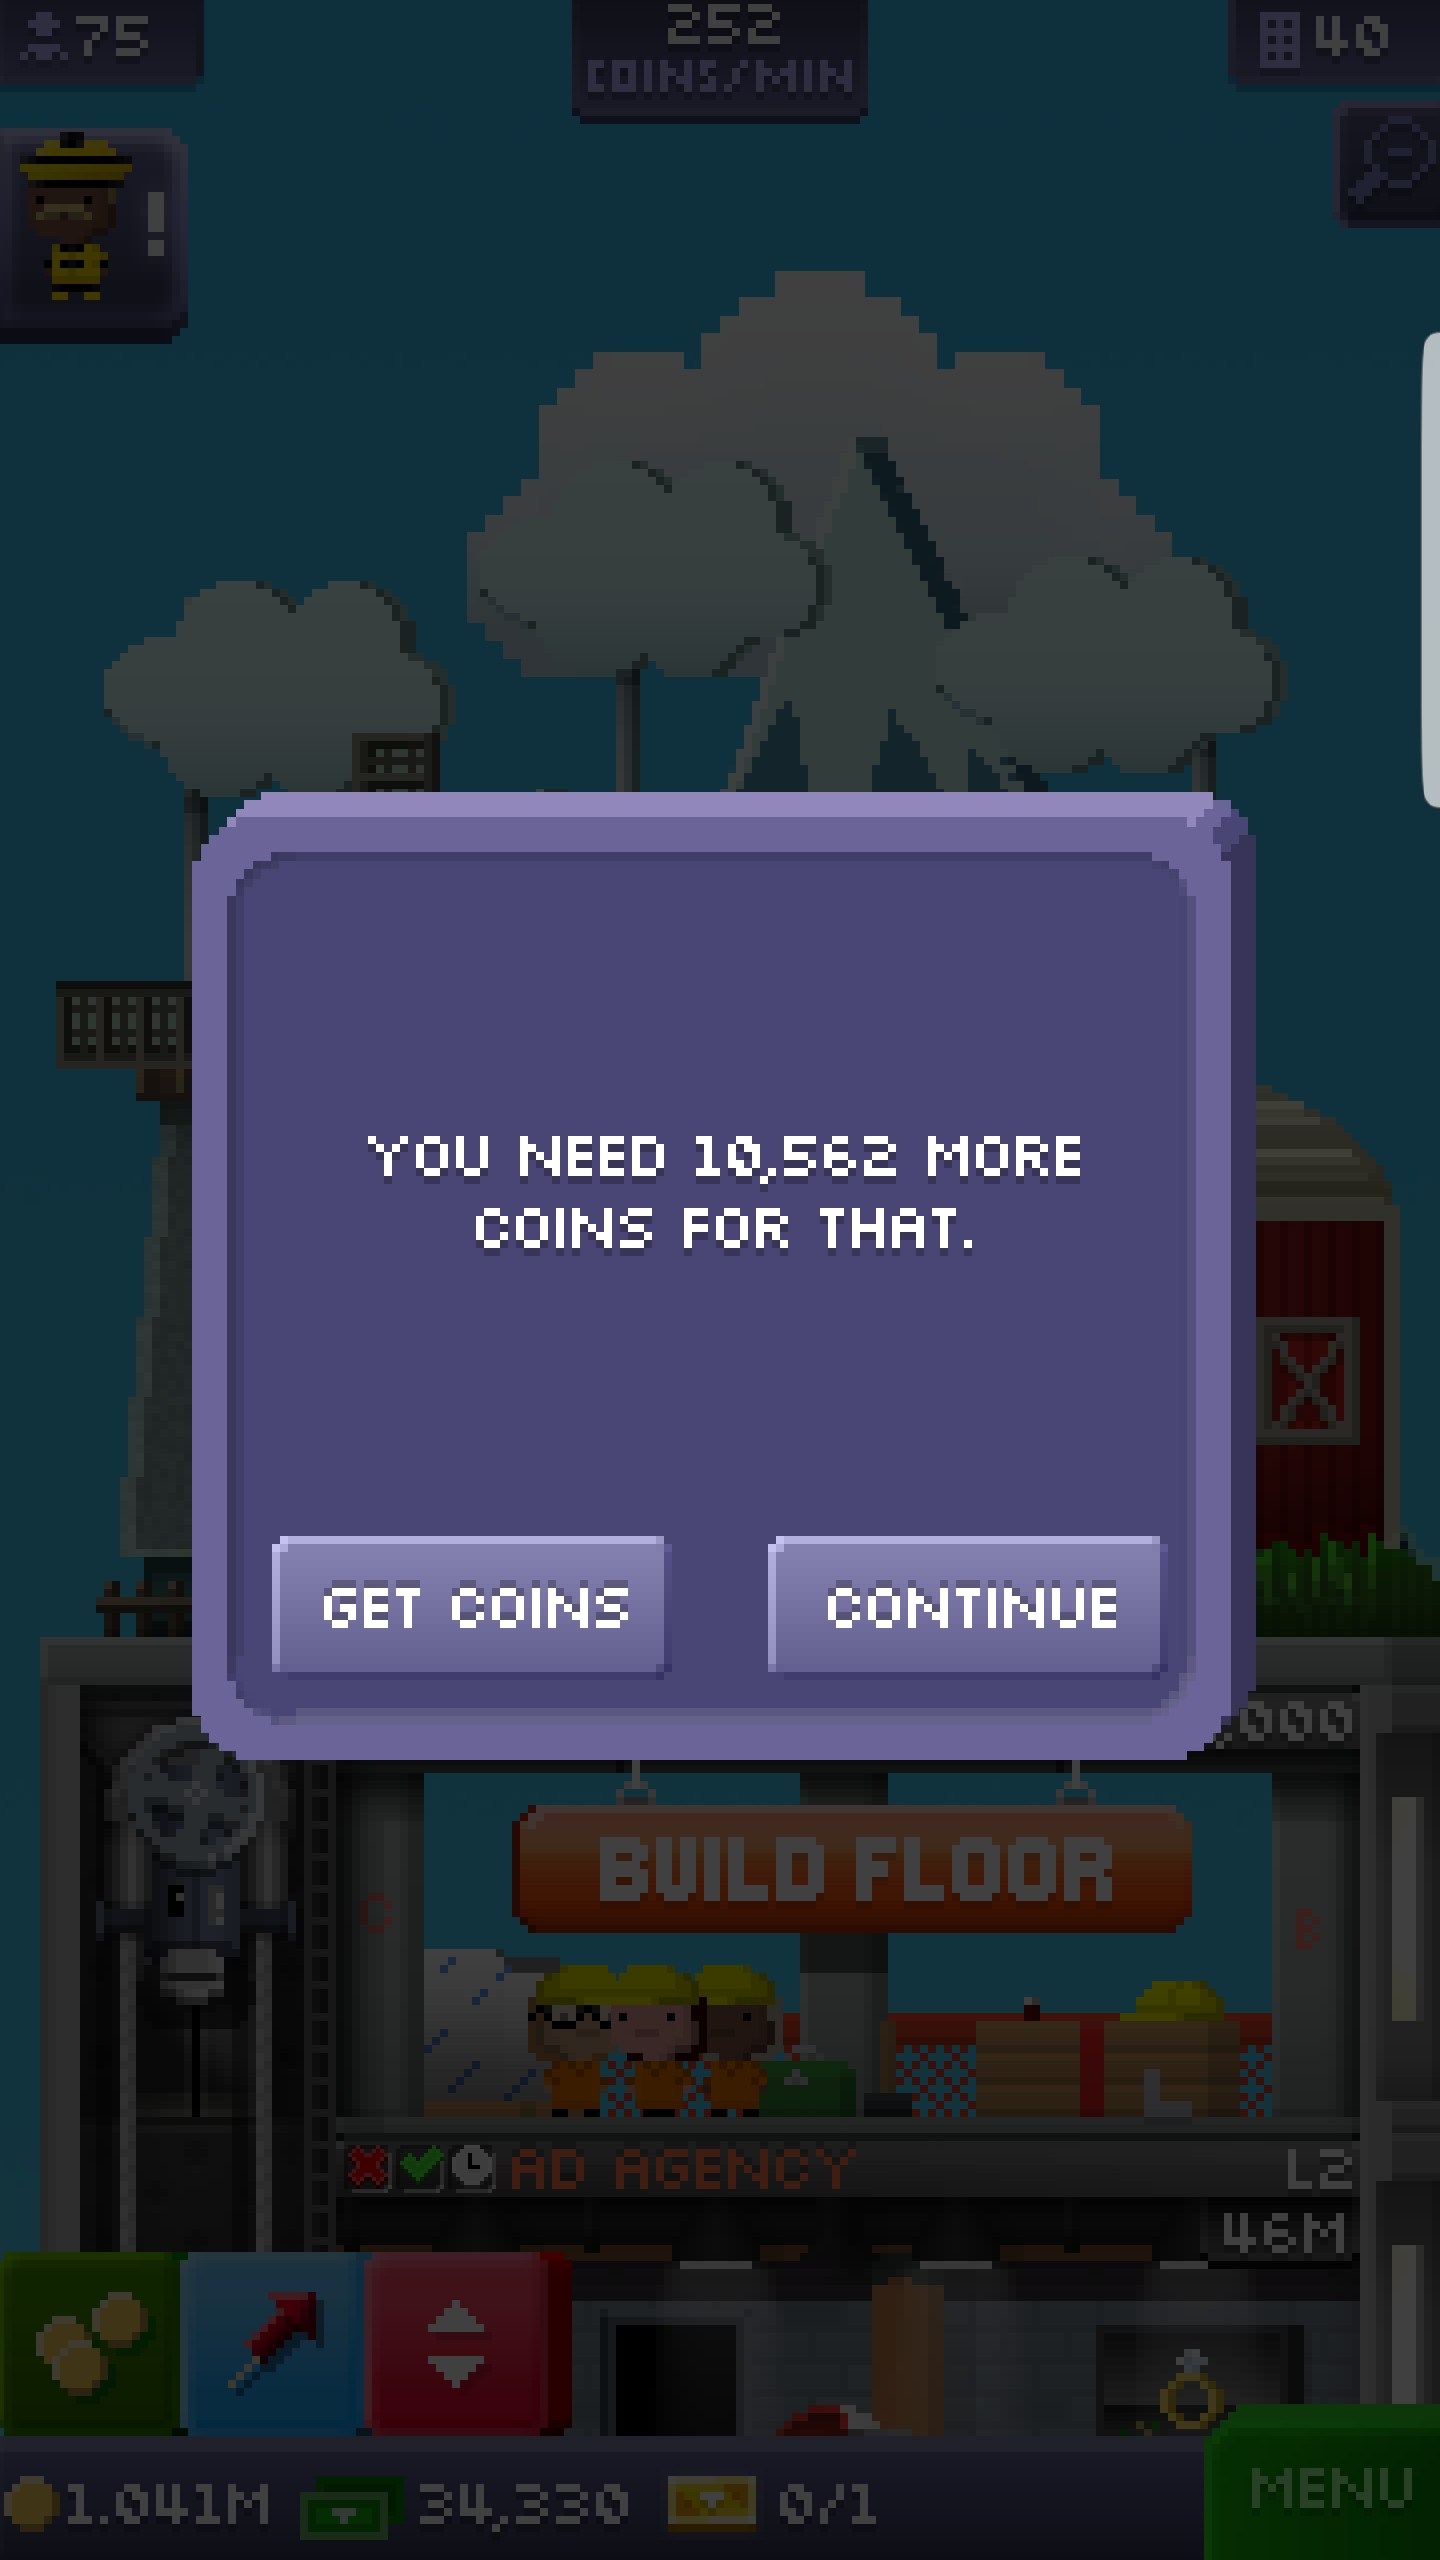 75
252
COINS/MIN
40
!
YOU NEED 10,562 MORE
COINS FOR THAT.
GET COINS
CONTINUE
,000
BUILD FLOOR
C
B
AD AGENCY
L2
46M
1.041M
34,330
0/1
MENU